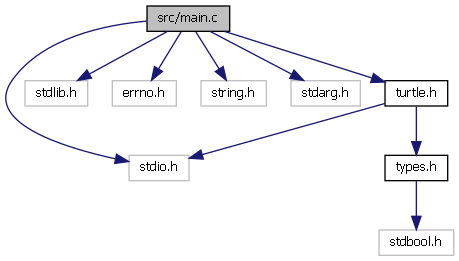 src/main.c
stdlib.h
errno.h
string.h
stdarg.h
turtle.h
stdio.h
types.h
stdbool.h